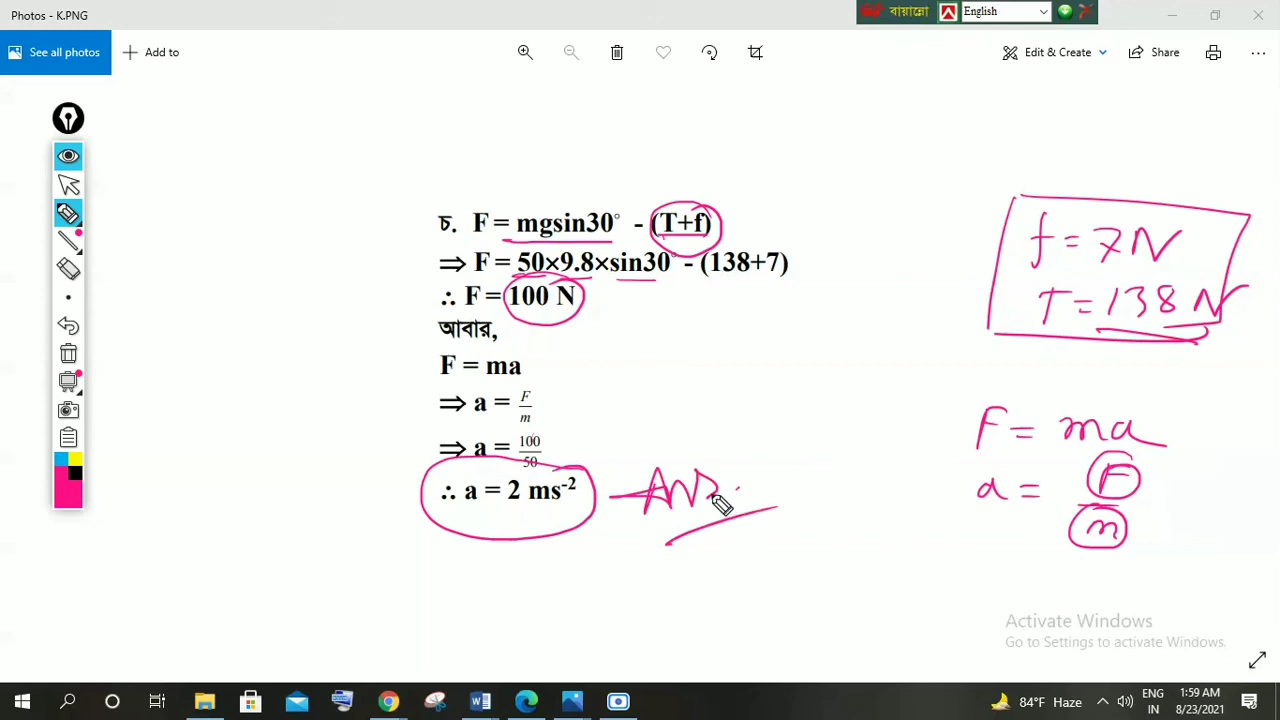 Photos - K.PNG
বায়ান্নো
English
See all photos
Add to
Edit & Create
Share
চ. F = mgsin30° - (T+f)
⇒ F = 50×9.8×sin30° - (138+7)
∴ F = 100 N
আবার,
F = ma
⇒ a = F/m
⇒ a = 100/50
∴ a = 2 ms-2
ANS
f = 7N
T = 138 N
F = ma
a = F/m
Activate Windows
Go to Settings to activate Windows.
84°F Haze
ENG
IN
1:59 AM
8/23/2021